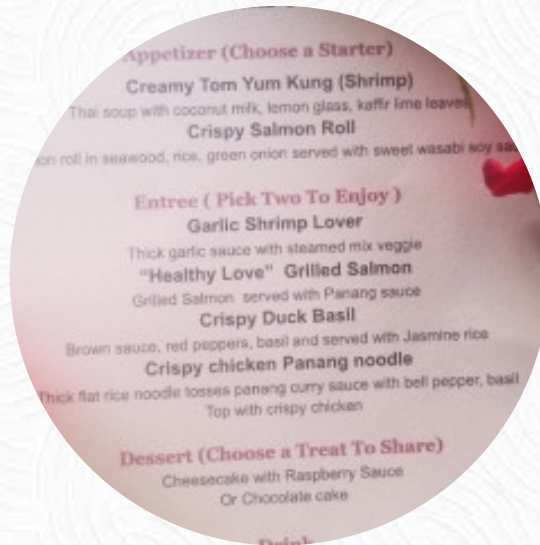 Appetizer (Choose a Starter)
Creamy Tom Yum Kung (Shrimp)
Thai soup with coconut milk, lemon glass, kaffir lime leaves
Crispy Salmon Roll
roll in seawood, rice, green onion served with sweet wasabi soy
Entree ( Pick Two To Enjoy )
Garlic Shrimp Lover
Thick garlic sauce with steamed mix veggie
"Healthy Love" Grilled Salmon
Grilled Salmon served with Panang sauce
Crispy Duck Basil
Brown sauce, red peppers, basil and served with Jasmine rice
Crispy chicken Panang noodle
Thick flat rice noodle tosses panang curry sauce with bell pepper, basil
Top with crispy chicken
Dessert (Choose a Treat To Share)
Cheesecake with Raspberry Sauce
Or Chocolate cake
Drink